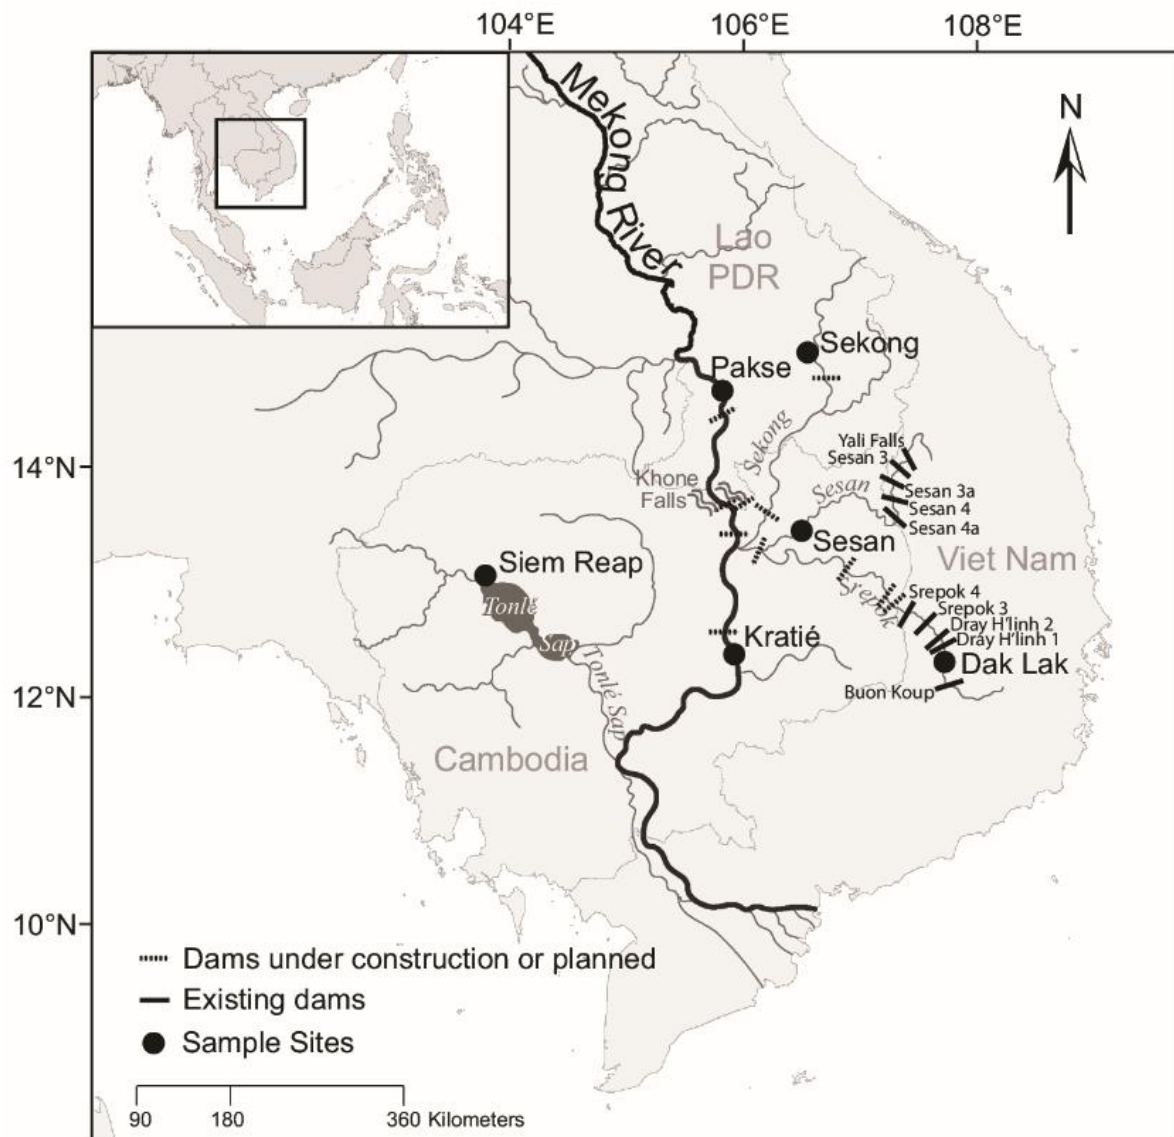 104°E 106°E 108°E
Mekong River
N
Lao
PDR
Sekong
Pakse
Sekong
14°N
Yali Falls
Sesan 3
Khone
Falls
Sesan
Sesan 3a
Sesan 4
Sesan 4a
Sesan
Siem Reap
Viet Nam
Tonlé
Sap
Srepok
Srepok 4
Srepok 3
Dray H'linh 2
Dray H'linh 1
Kratié
Dak Lak
Tonlé Sap
12°N
Buon Koup
Cambodia
10°N
Dams under construction or planned
Existing dams
Sample Sites
90 180 360 Kilometers